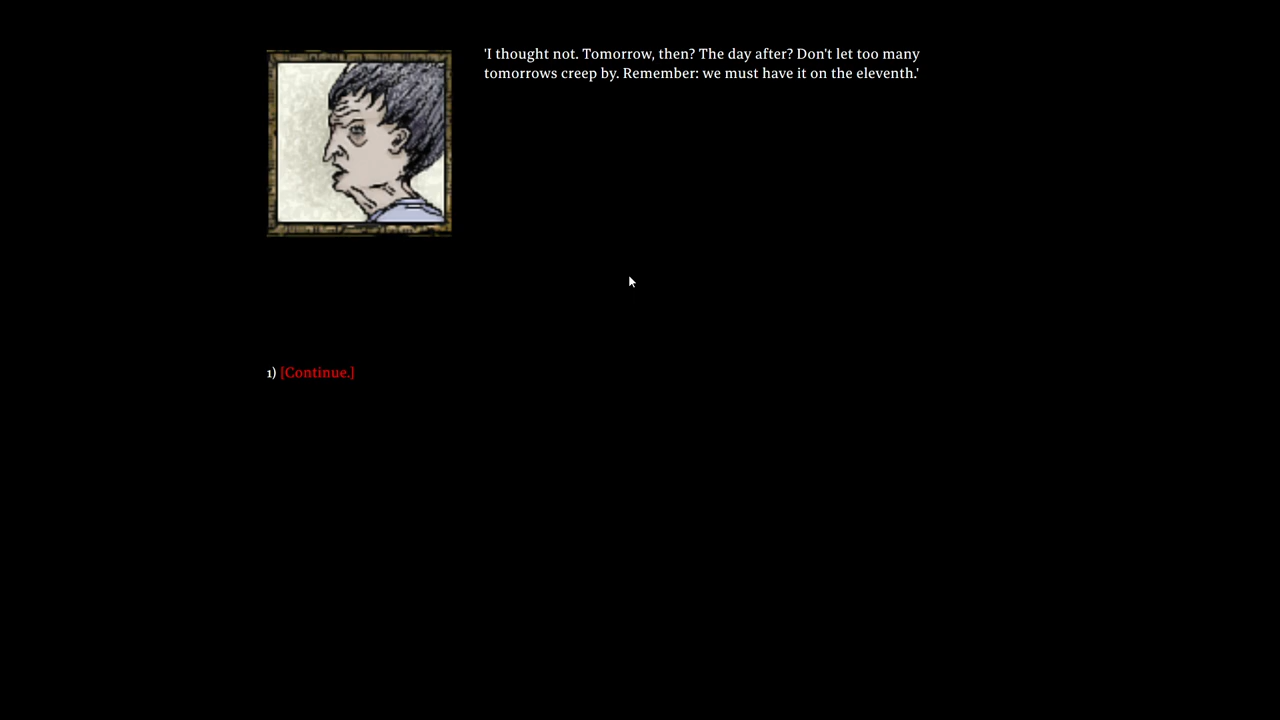 'I thought not. Tomorrow, then? The day after? Don't let too many
tomorrows creep by. Remember: we must have it on the eleventh.'
1) [Continue.]